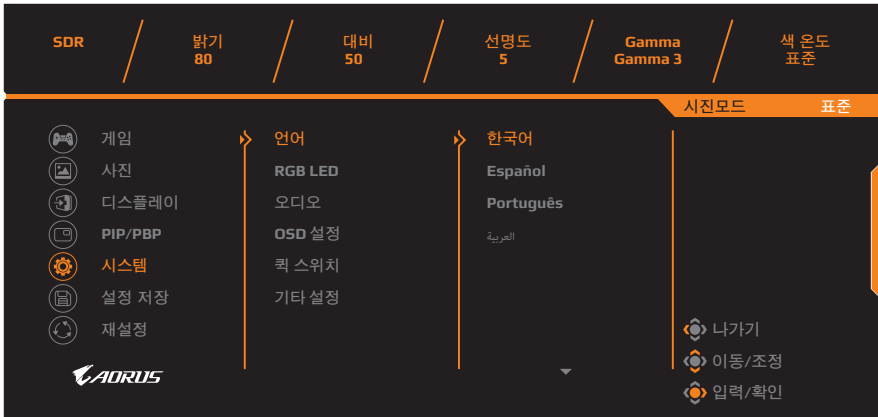 SDR
밝기
80
대비
50
선명도
5
Gamma
Gamma 3
색 온도
표준
시진모드 표준
게임 언어 한국어
사진 RGB LED Español
디스플레이 오디오 Português
PIP/PBP OSD 설정 العربية
시스템 퀵 스위치
설정 저장 기타 설정
재설정
나가기
이동/조정
입력/확인
AORUS